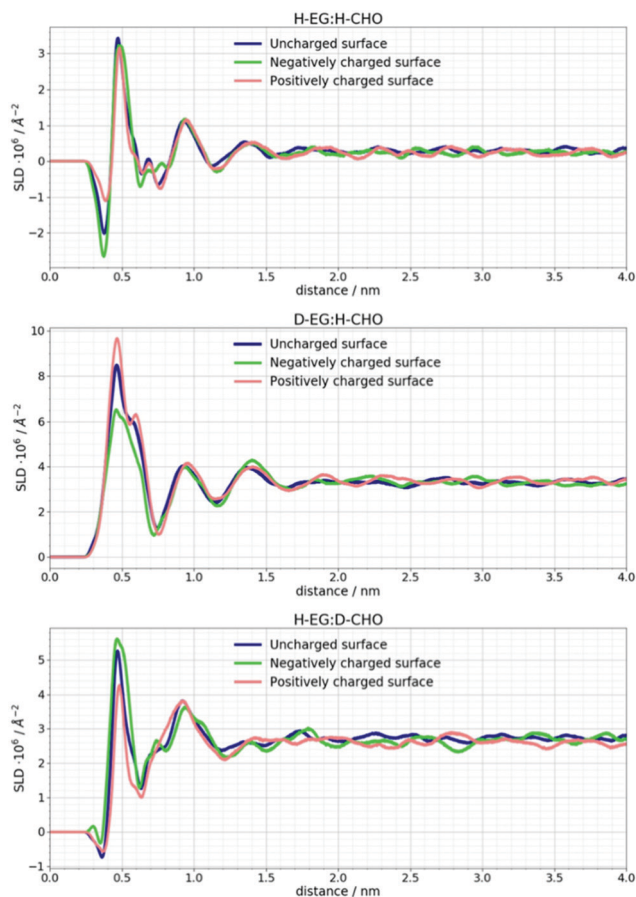 H-EG:H-CHO
Uncharged surface
Negatively charged surface
Positively charged surface
3
2
1
0
−1
−2
SLD ·10⁶ / Å⁻²
0.0 0.5 1.0 1.5 2.0 2.5 3.0 3.5 4.0
distance / nm
D-EG:H-CHO
Uncharged surface
Negatively charged surface
Positively charged surface
10
8
6
4
2
0
SLD ·10⁶ / Å⁻²
0.0 0.5 1.0 1.5 2.0 2.5 3.0 3.5 4.0
distance / nm
H-EG:D-CHO
Uncharged surface
Negatively charged surface
Positively charged surface
5
4
3
2
1
0
−1
SLD ·10⁶ / Å⁻²
0.0 0.5 1.0 1.5 2.0 2.5 3.0 3.5 4.0
distance / nm